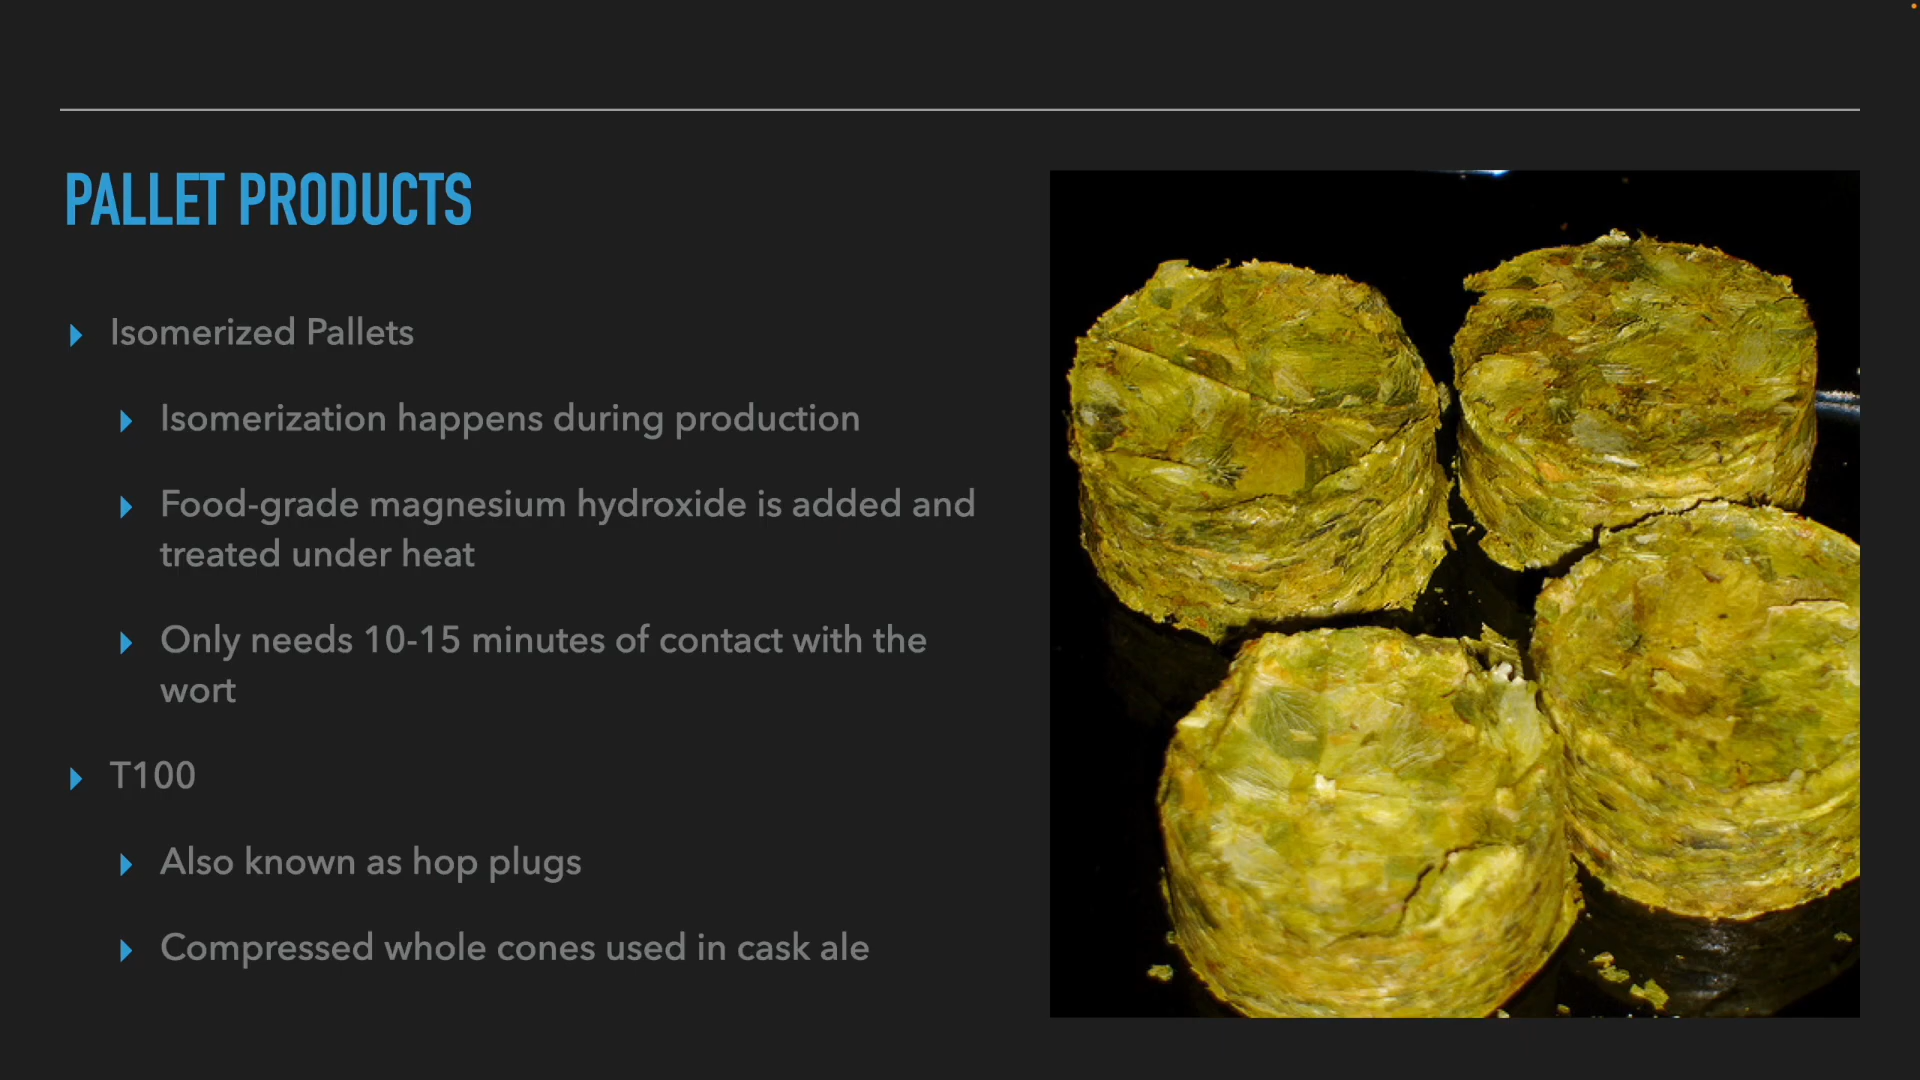 PALLET PRODUCTS
Isomerized Pallets
Isomerization happens during production
Food-grade magnesium hydroxide is added and
treated under heat
Only needs 10-15 minutes of contact with the
wort
T100
Also known as hop plugs
Compressed whole cones used in cask ale